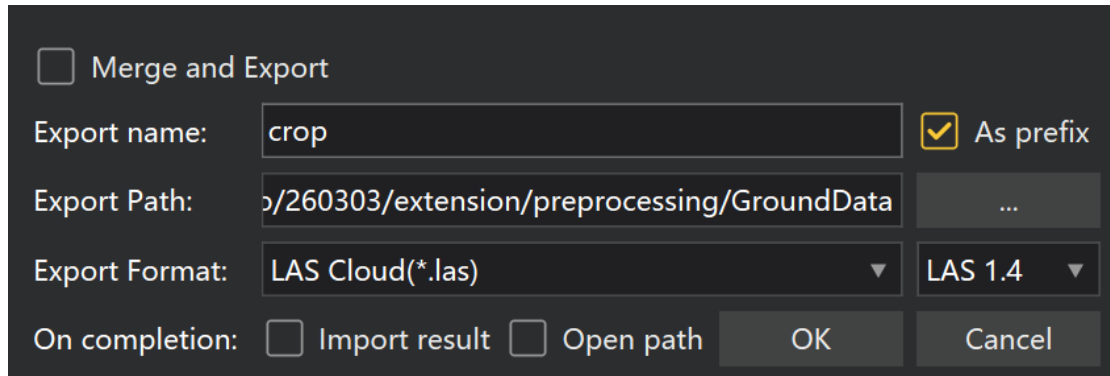 Merge and Export
Export name: crop As prefix
Export Path: o/260303/extension/preprocessing/GroundData ...
Export Format: LAS Cloud(*.las) LAS 1.4
On completion: Import result Open path OK Cancel